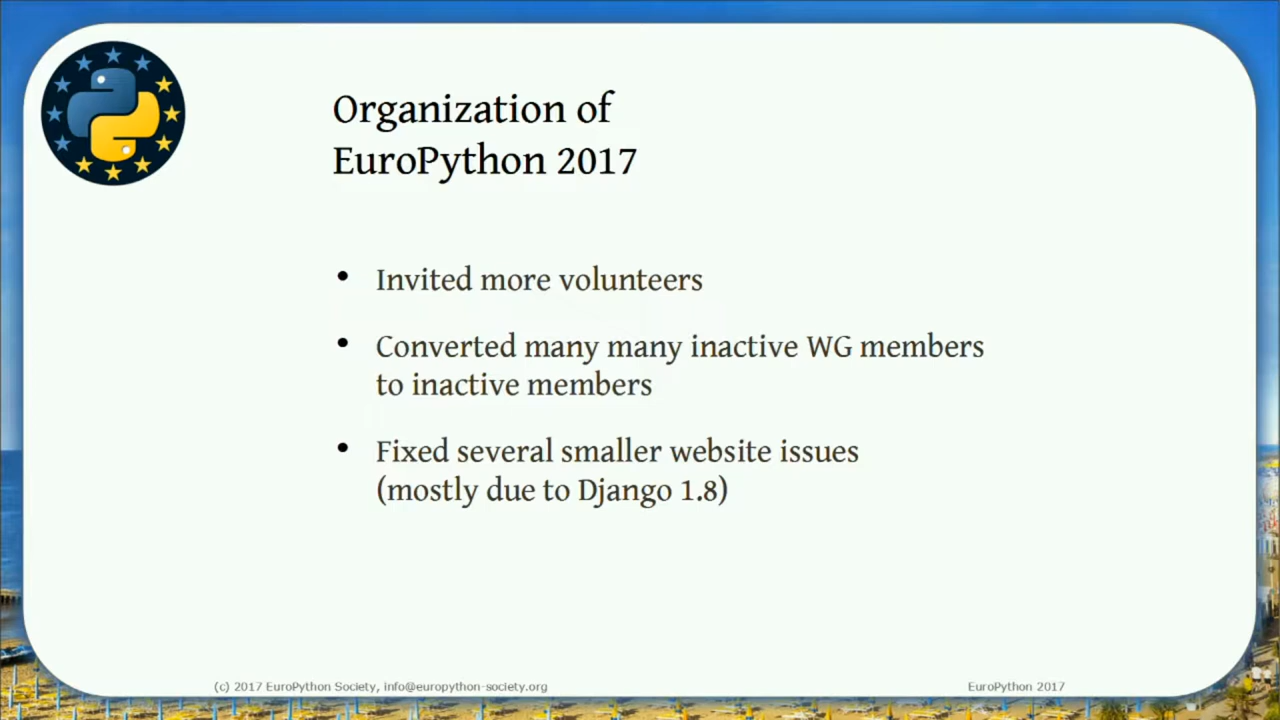 Organization of
EuroPython 2017
• Invited more volunteers
• Converted many many inactive WG members
to inactive members
• Fixed several smaller website issues
(mostly due to Django 1.8)
(c) 2017 EuroPython Society, info@europython-society.org
EuroPython 2017